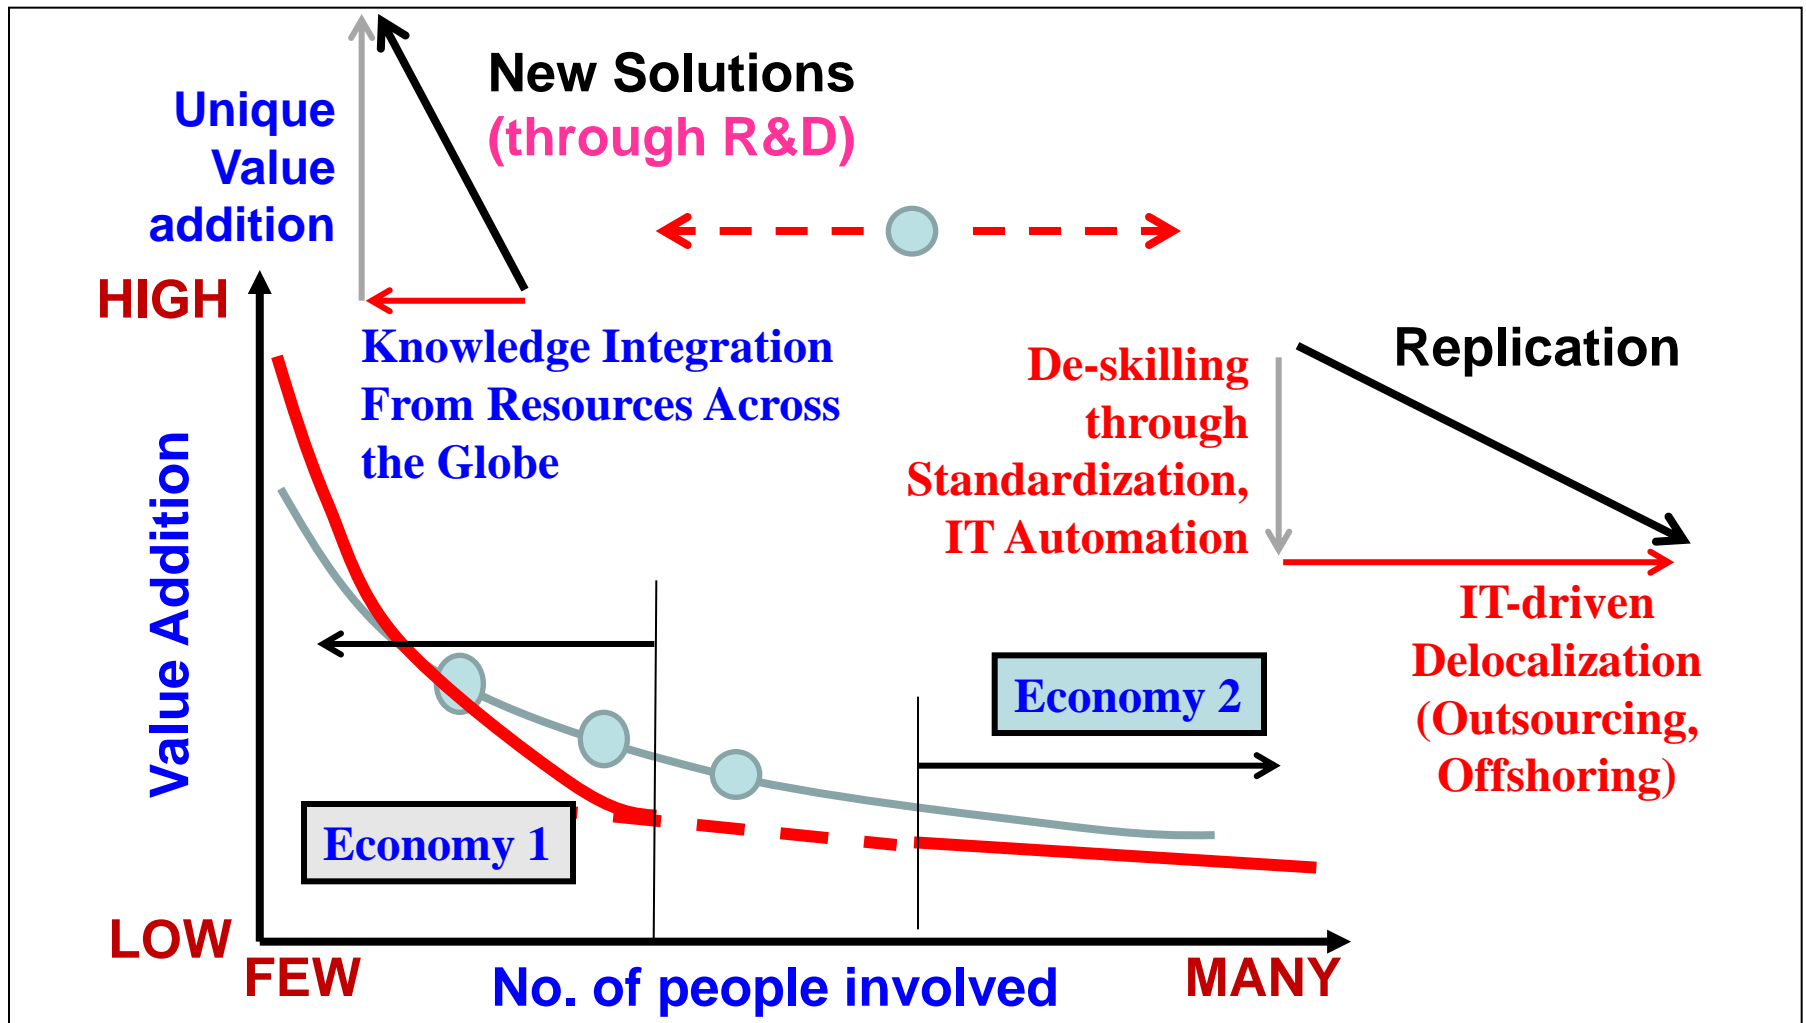 New Solutions
(through R&D)
Unique
Value
addition
HIGH
Knowledge Integration
From Resources Across
the Globe
Replication
De-skilling
through
Standardization,
IT Automation
IT-driven
Delocalization
(Outsourcing,
Offshoring)
Value Addition
Economy 2
Economy 1
LOW
FEW
No. of people involved
MANY